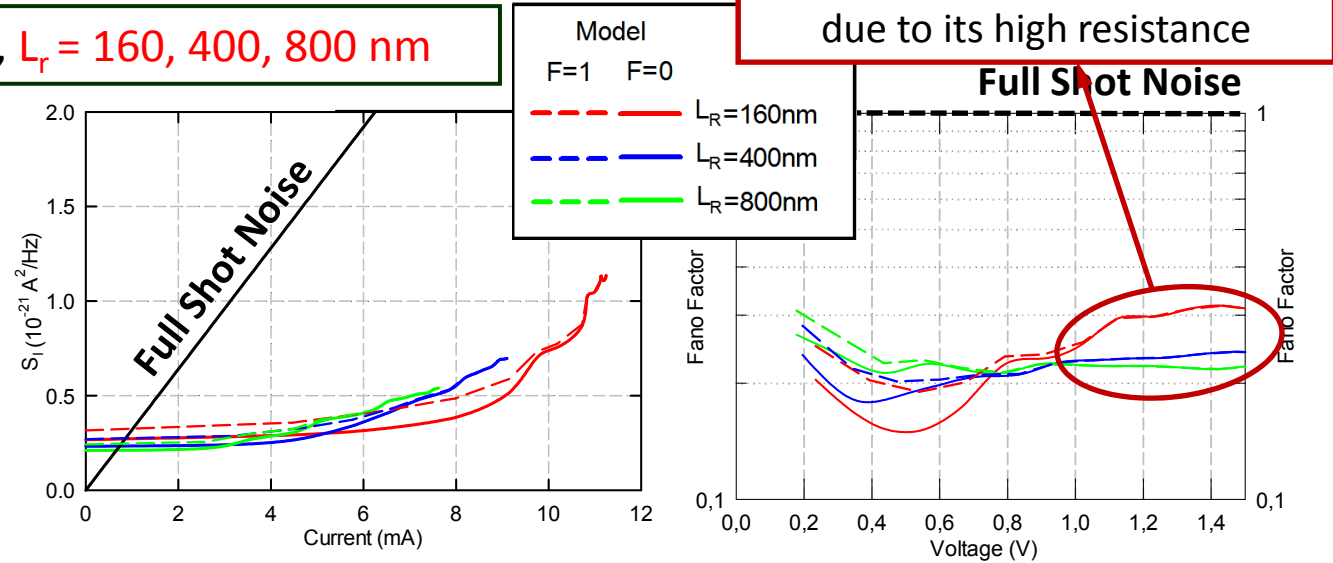 , Lr = 160, 400, 800 nm
Model
F=1 F=0
LR=160nm
LR=400nm
LR=800nm
due to its high resistance
Full Shot Noise
2.0
1.5
1.0
0.5
0.0
SI (10-21 A2/Hz)
Full Shot Noise
0 2 4 6 8 10 12
Current (mA)
Fano Factor
0,1
1
0,1
Fano Factor
0,0 0,2 0,4 0,6 0,8 1,0 1,2 1,4
Voltage (V)